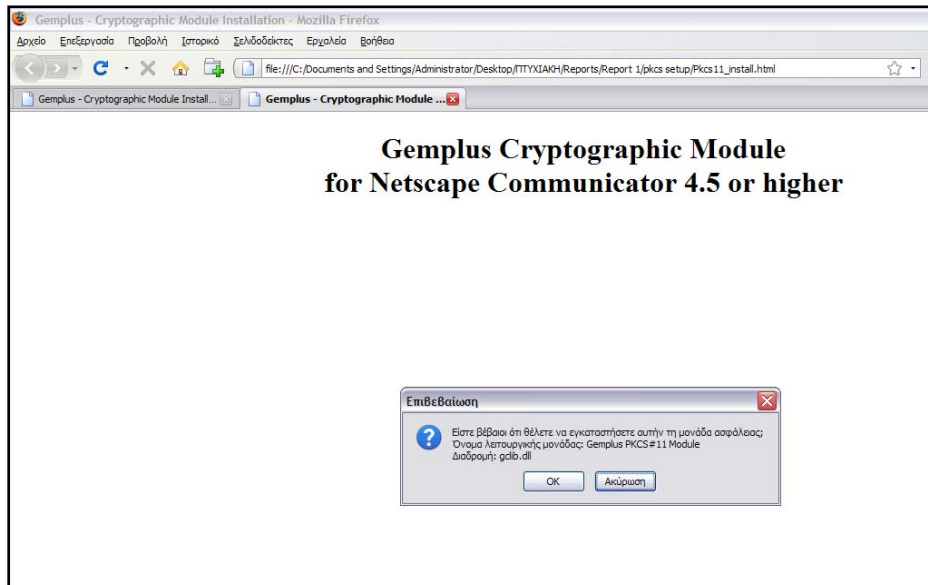 Gemplus - Cryptographic Module Installation - Mozilla Firefox
Αρχείο Επεξεργασία Προβολή Ιστορικό Σελιδοδείκτες Εργαλεία Βοήθεια
file:///C:/Documents and Settings/Administrator/Desktop/ΠΤΥΧΙΑΚΗ/Reports/Report 1/pkcs setup/Pkcs11_install.html
Gemplus - Cryptographic Module Install... Gemplus - Cryptographic Module ...
Gemplus Cryptographic Module
for Netscape Communicator 4.5 or higher
Επιβεβαίωση
Είστε βέβαιοι ότι θέλετε να εγκαταστήσετε αυτήν τη μονάδα ασφάλειας;
Όνομα λειτουργικής μονάδας: Gemplus PKCS#11 Module
Διαδρομή: gclib.dll
OK Ακύρωση